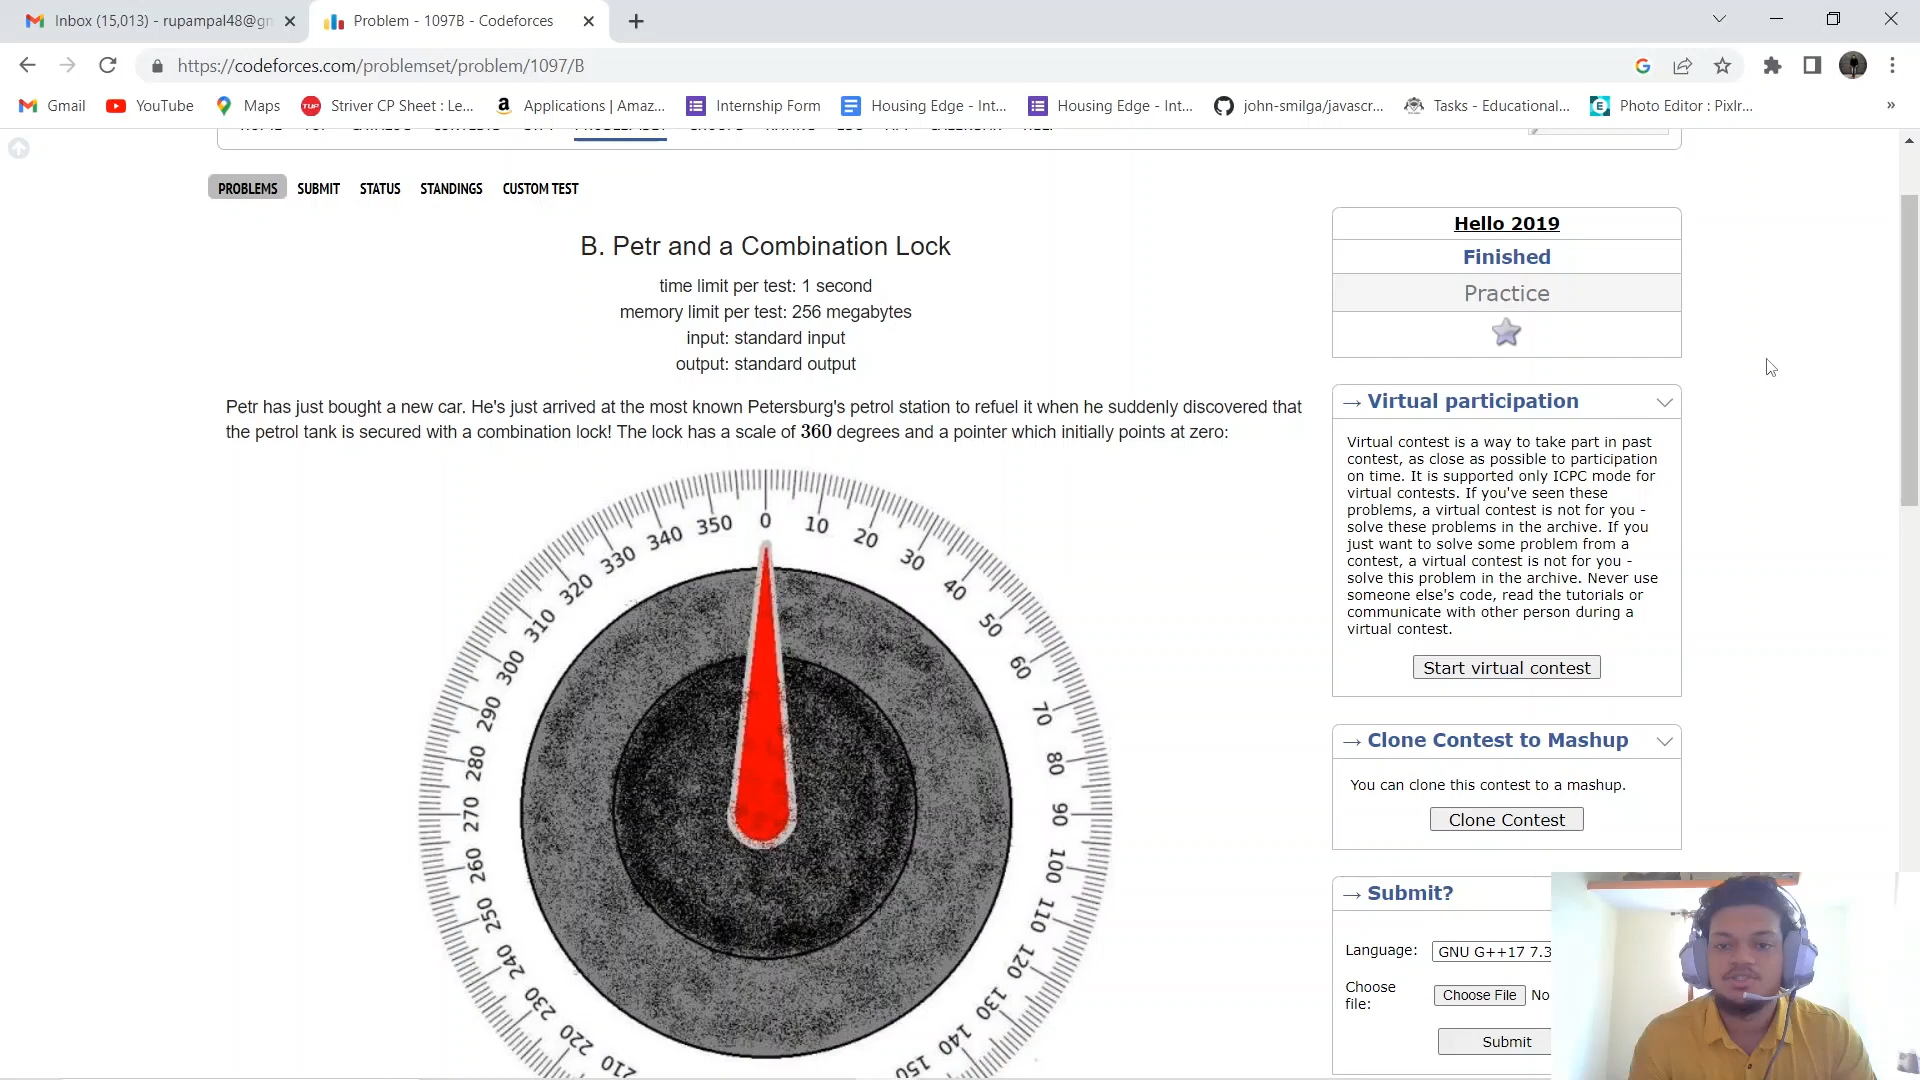 Inbox (15,013) - rupampal48@gm
Problem - 1097B - Codeforces
https://codeforces.com/problemset/problem/1097/B
Gmail
YouTube
Maps
Striver CP Sheet : Le...
Applications | Amaz...
Internship Form
Housing Edge - Int...
Housing Edge - Int...
john-smilga/javascr...
Tasks - Educational...
Photo Editor : Pixlr...
»
PROBLEMS
SUBMIT
STATUS
STANDINGS
CUSTOM TEST
B. Petr and a Combination Lock
time limit per test: 1 second
memory limit per test: 256 megabytes
input: standard input
output: standard output
Petr has just bought a new car. He's just arrived at the most known Petersburg's petrol station to refuel it when he suddenly discovered that
the petrol tank is secured with a combination lock! The lock has a scale of 360 degrees and a pointer which initially points at zero:
0
10
20
30
40
50
60
70
80
90
100
110
120
130
140
150
210
220
230
240
250
260
270
280
290
300
310
320
330
340
350
Hello 2019
Finished
Practice
→ Virtual participation
Virtual contest is a way to take part in past
contest, as close as possible to participation
on time. It is supported only ICPC mode for
virtual contests. If you've seen these
problems, a virtual contest is not for you -
solve these problems in the archive. If you
just want to solve some problem from a
contest, a virtual contest is not for you -
solve this problem in the archive. Never use
someone else's code, read the tutorials or
communicate with other person during a
virtual contest.
Start virtual contest
→ Clone Contest to Mashup
You can clone this contest to a mashup.
Clone Contest
→ Submit?
Language:
GNU G++17 7.3
Choose
file:
Choose File
No
Submit